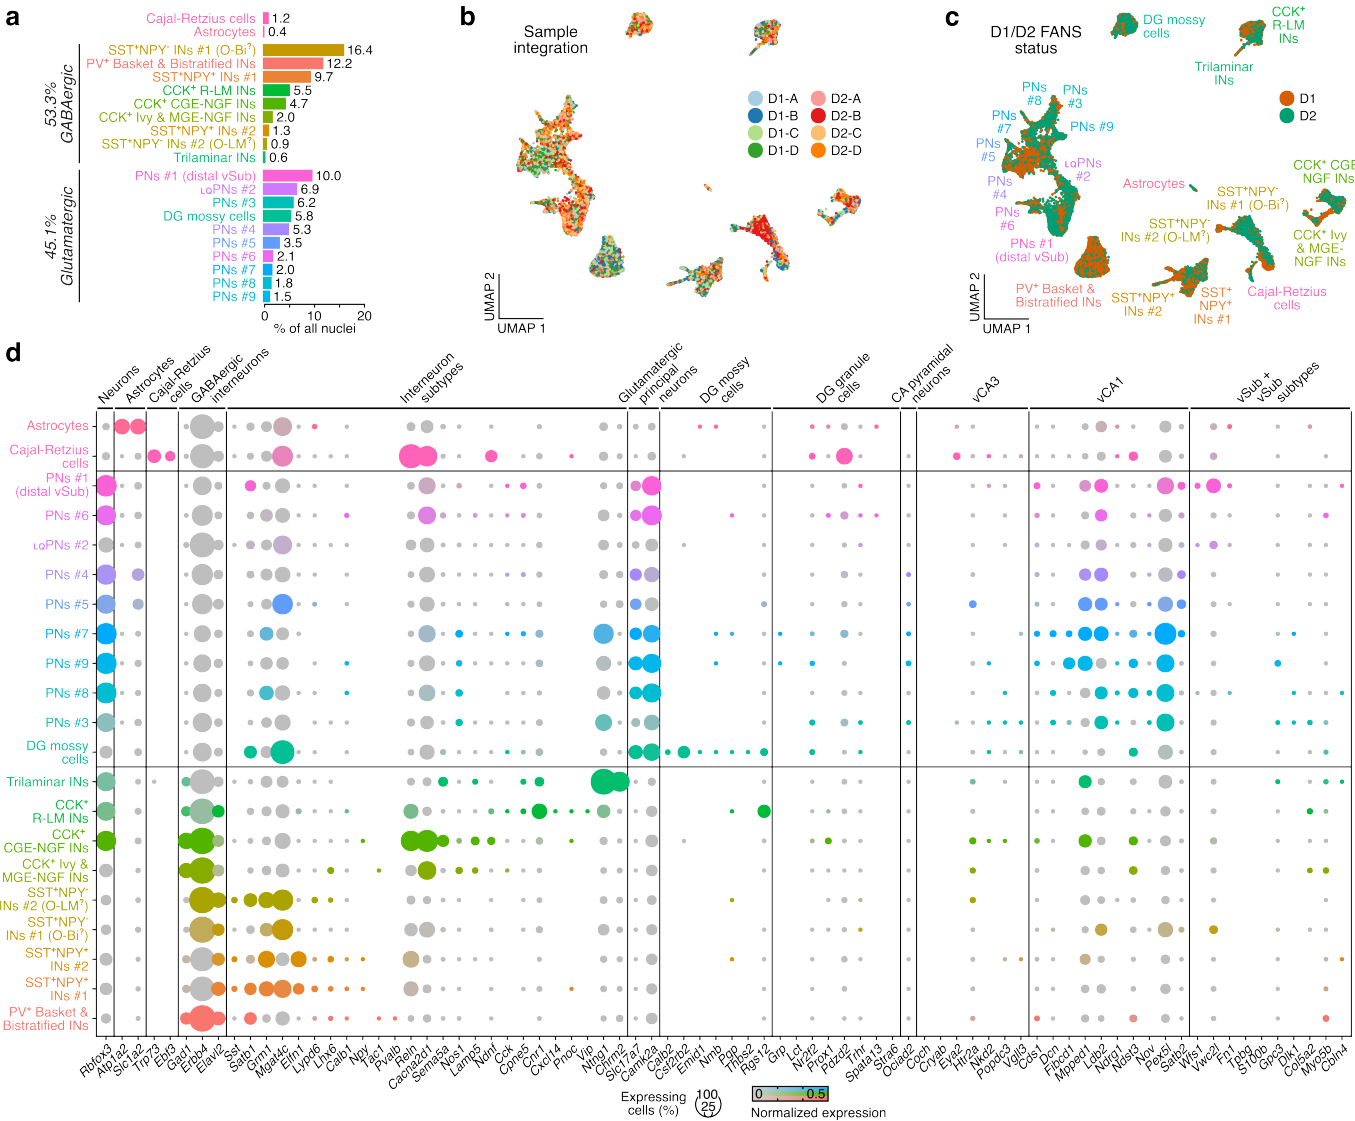 a
Cajal-Retzius cells 1.2
Astrocytes 0.4
53.3%
GABAergic
SST⁺NPY⁻ INs #1 (O-Bi?) 16.4
PV⁺ Basket & Bistratified INs 12.2
SST⁺NPY⁺ INs #1 9.7
CCK⁺ R-LM INs 5.5
CCK⁺ CGE-NGF INs 4.7
CCK⁺ Ivy & MGE-NGF INs 2.0
SST⁺NPY⁺ INs #2 1.3
SST⁺NPY⁻ INs #2 (O-LM?) 0.9
Trilaminar INs 0.6
45.1%
Glutamatergic
PNs #1 (distal vSub) 10.0
LQPNs #2 6.9
PNs #3 6.2
DG mossy cells 5.8
PNs #4 5.3
PNs #5 3.5
PNs #6 2.1
PNs #7 2.0
PNs #8 1.8
PNs #9 1.5
0 10 20
% of all nuclei
b
Sample
integration
D1-A D2-A
D1-B D2-B
D1-C D2-C
D1-D D2-D
UMAP 2
UMAP 1
c
D1/D2 FANS
status
DG mossy
cells
CCK⁺
R-LM
INs
Trilaminar
INs
D1
D2
PNs
#8
PNs
#3
PNs
#7
PNs #9
PNs
#5
LQPNs
#2
PNs
#4
PNs
#6
PNs #1
(distal vSub)
Astrocytes
SST⁺NPY⁻
INs #1 (O-Bi?)
CCK⁺ CGE
NGF INs
SST⁺NPY⁻
INs #2 (O-LM?)
CCK⁺ Ivy
& MGE-
NGF INs
PV⁺ Basket &
Bistratified INs
SST⁺NPY⁺
INs #2
SST⁺
NPY⁺
INs #1
Cajal-Retzius
cells
UMAP 2
UMAP 1
d
Neurons
Astrocytes
Cajal-Retzius
cells
GABAergic
interneurons
Interneuron
subtypes
Glutamatergic
principal
neurons
DG mossy
cells
DG granule
cells
CA pyramidal
neurons
vCA3
vCA1
vSub +
vSub
subtypes
Astrocytes
Cajal-Retzius
cells
PNs #1
(distal vSub)
PNs #6
LQPNs #2
PNs #4
PNs #5
PNs #7
PNs #9
PNs #8
PNs #3
DG mossy
cells
Trilaminar INs
CCK⁺
R-LM INs
CCK⁺
CGE-NGF INs
CCK⁺ Ivy &
MGE-NGF INs
SST⁺NPY⁻
INs #2 (O-LM?)
SST⁺NPY⁻
INs #1 (O-Bi?)
SST⁺NPY⁺
INs #2
SST⁺NPY⁺
INs #1
PV⁺ Basket &
Bistratified INs
Rbfox3 Atp1a2 Slc1a2 Trp73 Ebf3 Gad1 Erbb4 Elavl2 Sst Satb1 Grm1 Mgat4c Elfn1 Lypd6 Lhx6 Calb1 Npy Tac1 Pvalb Reln Cacna2d1 Sema5a Nos1 Lamp5 Ndnf Cck Cpne5 Cnr1 Cxcl14 Pnoc Vip Ntng1 Chrm2 Slc17a7 Camk2a Calb2 Csf2rb2 Emid1 Nmb Pgp Thbs2 Rgs12 Grp Lct Nr2f2 Plxo1 Pdzd2 Trhr Spata13 Stra6 Ociad2 Coch Cryab Eya2 Htr2a Nkd2 Popdc3 Vgll3 Cds1 Dcn Fibcd1 Mpped1 Ldb2 Ndrg1 Ndst3 Nov Pex5l Satb2 Wfs1 Vwc2l Fn1 Tpbg S100b Gpc3 Dlk1 Col5a2 Myo5b Cbln4
Expressing
cells (%)
100
25
Normalized expression
0 0.5